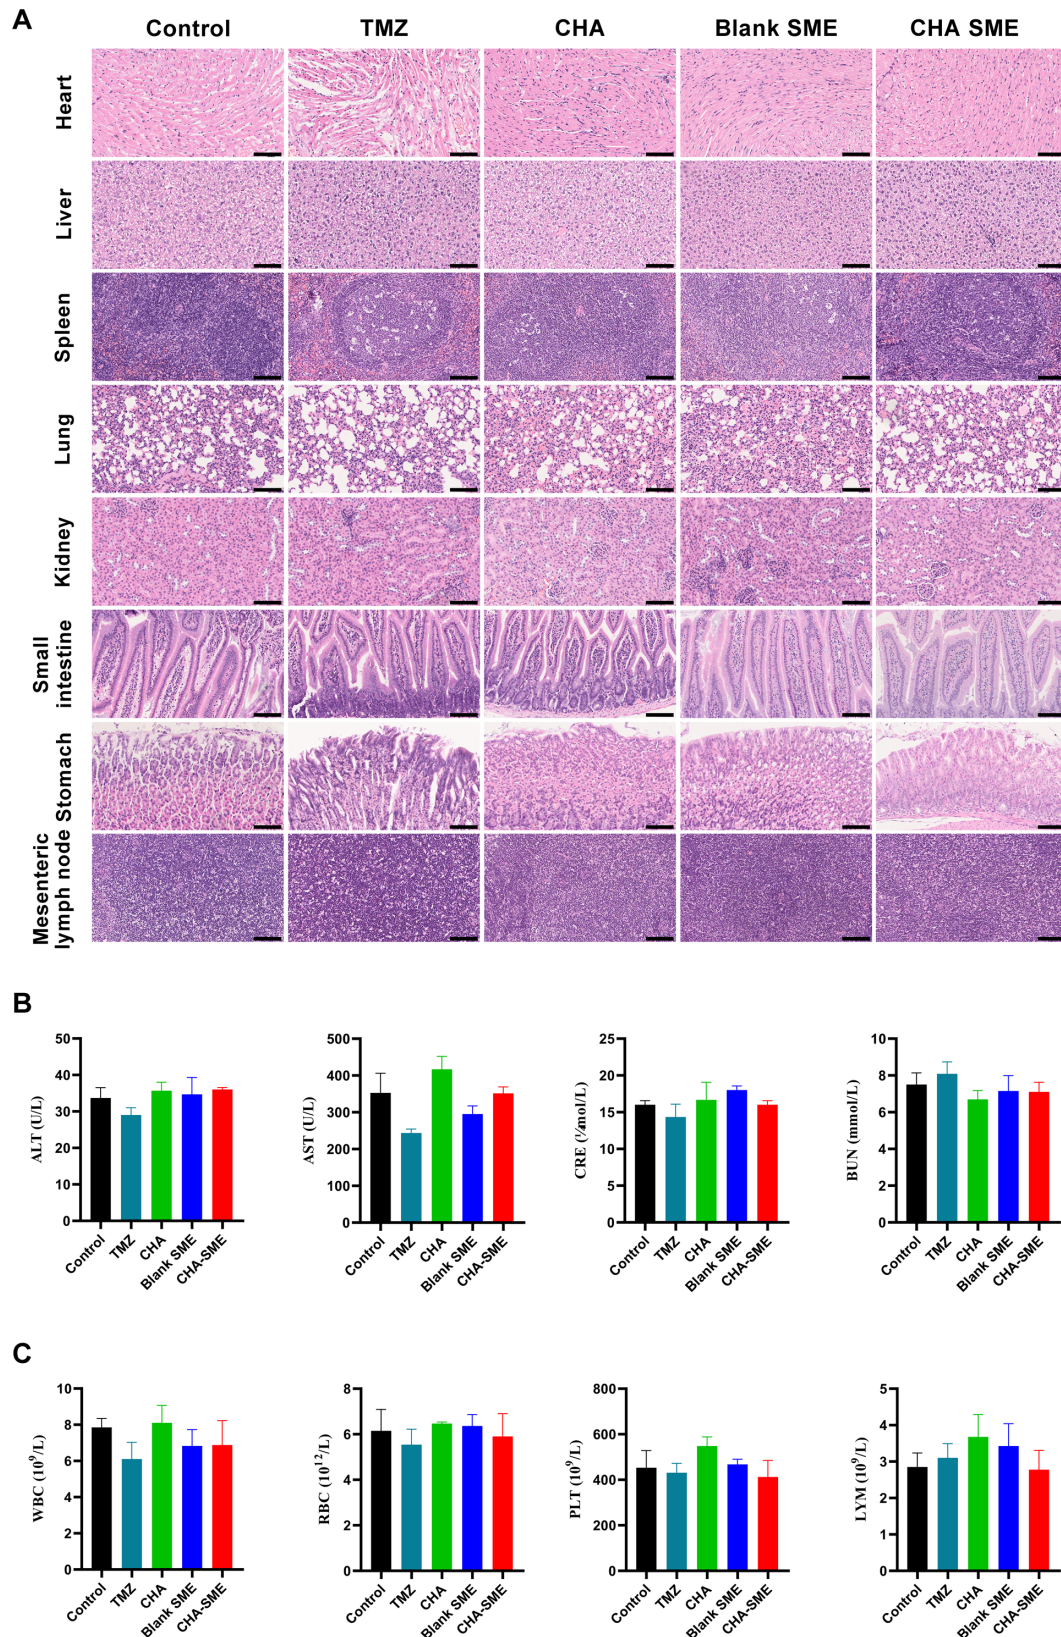 A
Control TMZ CHA Blank SME CHA SME
Heart
Liver
Spleen
Lung
Kidney
Small
intestine
Stomach
Mesenteric
lymph node
B
ALT (U/L)
50
40
30
20
10
0
Control TMZ CHA Blank SME CHA-SME
AST (U/L)
500
400
300
200
100
0
Control TMZ CHA Blank SME CHA-SME
CRE (¼mol/L)
25
20
15
10
5
0
Control TMZ CHA Blank SME CHA-SME
BUN (mmol/L)
10
8
6
4
2
0
Control TMZ CHA Blank SME CHA-SME
C
WBC (10⁹/L)
10
8
6
4
2
0
Control TMZ CHA Blank SME CHA-SME
RBC (10¹²/L)
8
6
4
2
0
Control TMZ CHA Blank SME CHA-SME
PLT (10⁹/L)
800
600
400
200
0
Control TMZ CHA Blank SME CHA-SME
LYM (10⁹/L)
5
4
3
2
1
0
Control TMZ CHA Blank SME CHA-SME